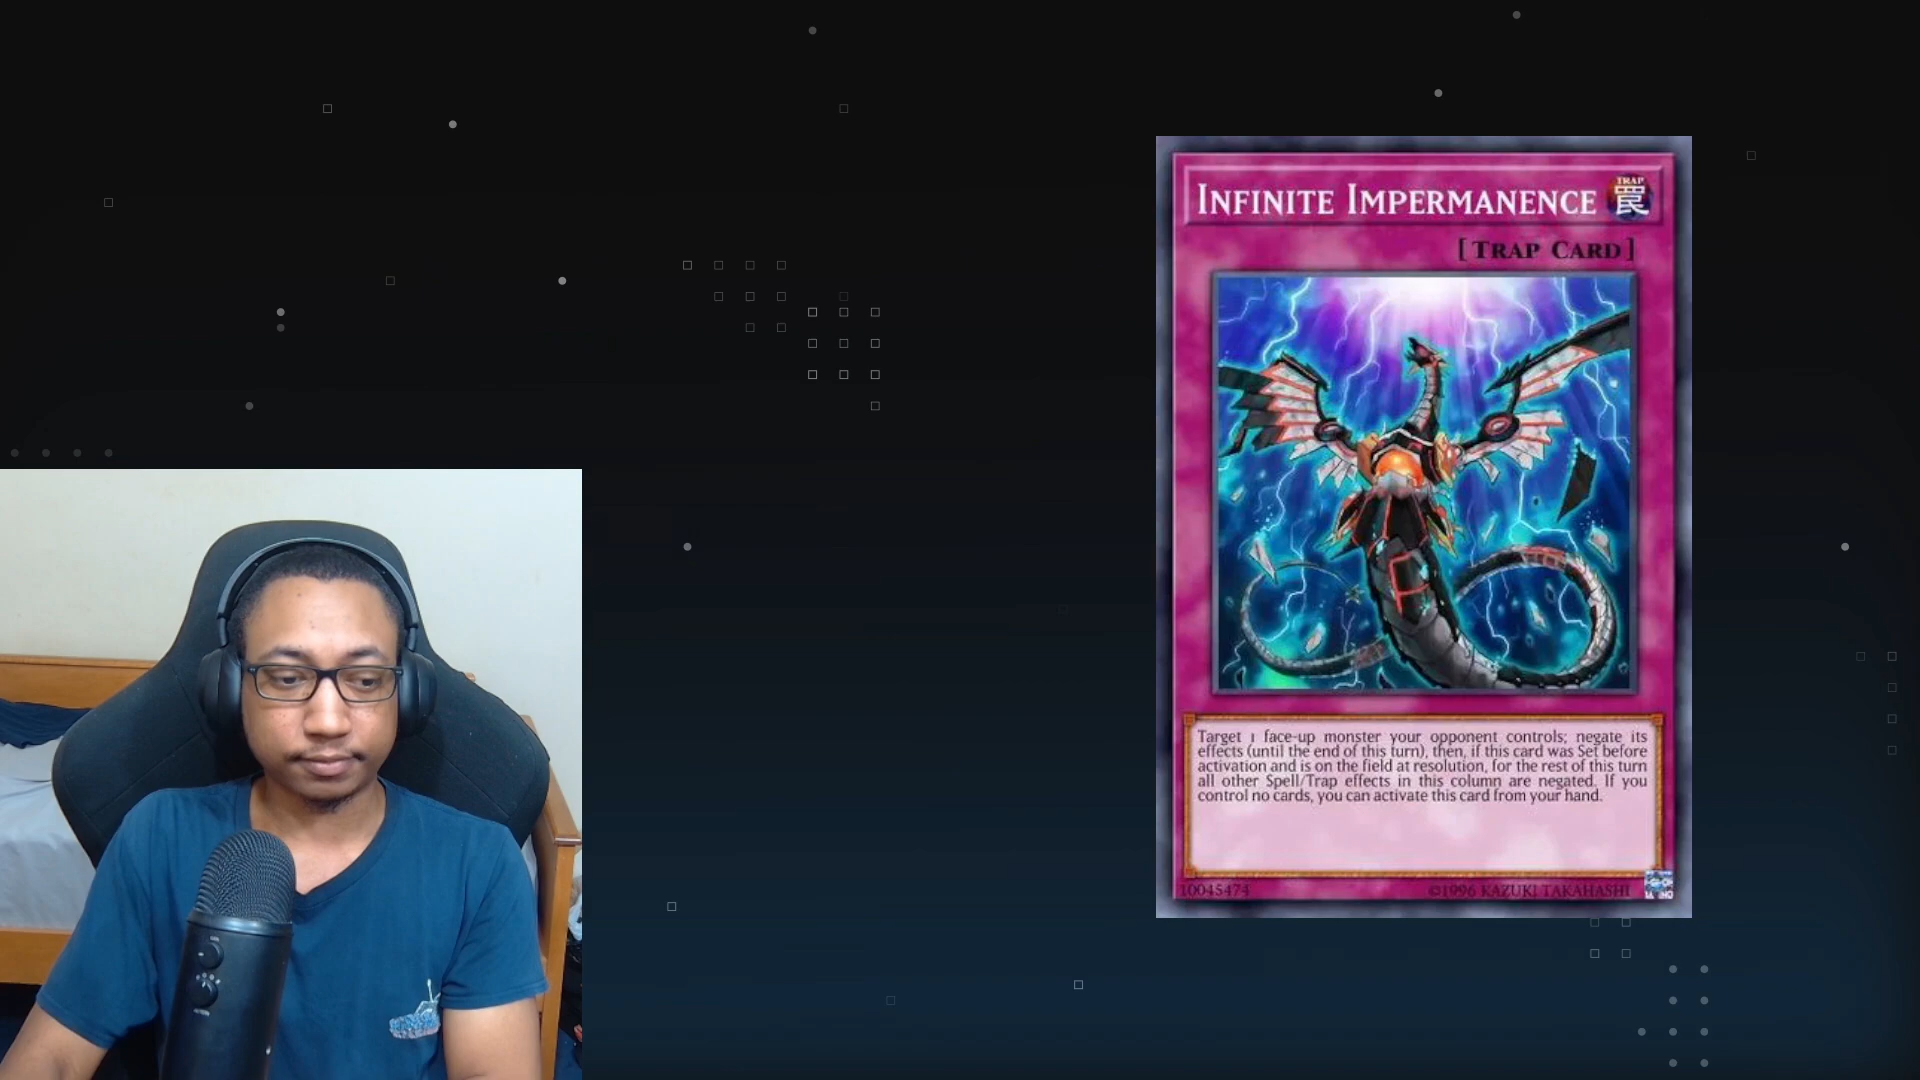 INFINITE IMPERMANENCE
TRAP
罠
[TRAP CARD]
Target 1 face-up monster your opponent controls; negate its
effects (until the end of this turn), then, if this card was Set before
activation and is on the field at resolution, for the rest of this turn
all other Spell/Trap effects in this column are negated. If you
control no cards, you can activate this card from your hand.
10045474
©1996 KAZUKI TAKAHASHI